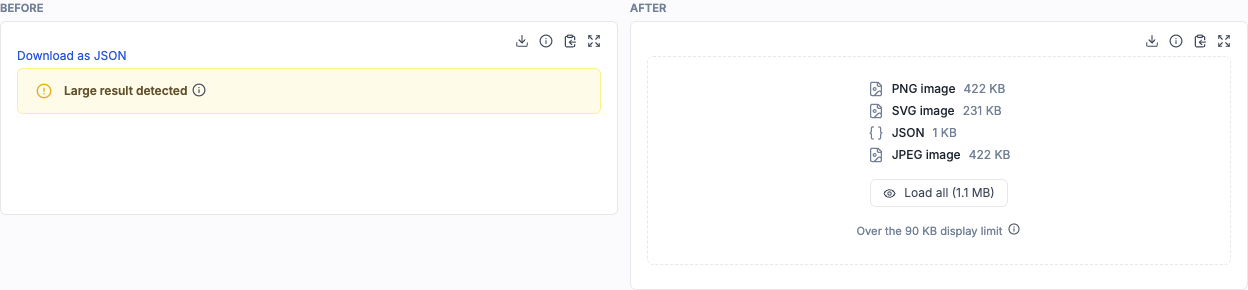 BEFORE
Download as JSON
Large result detected
AFTER
PNG image 422 KB
SVG image 231 KB
{ } JSON 1 KB
JPEG image 422 KB
Load all (1.1 MB)
Over the 90 KB display limit